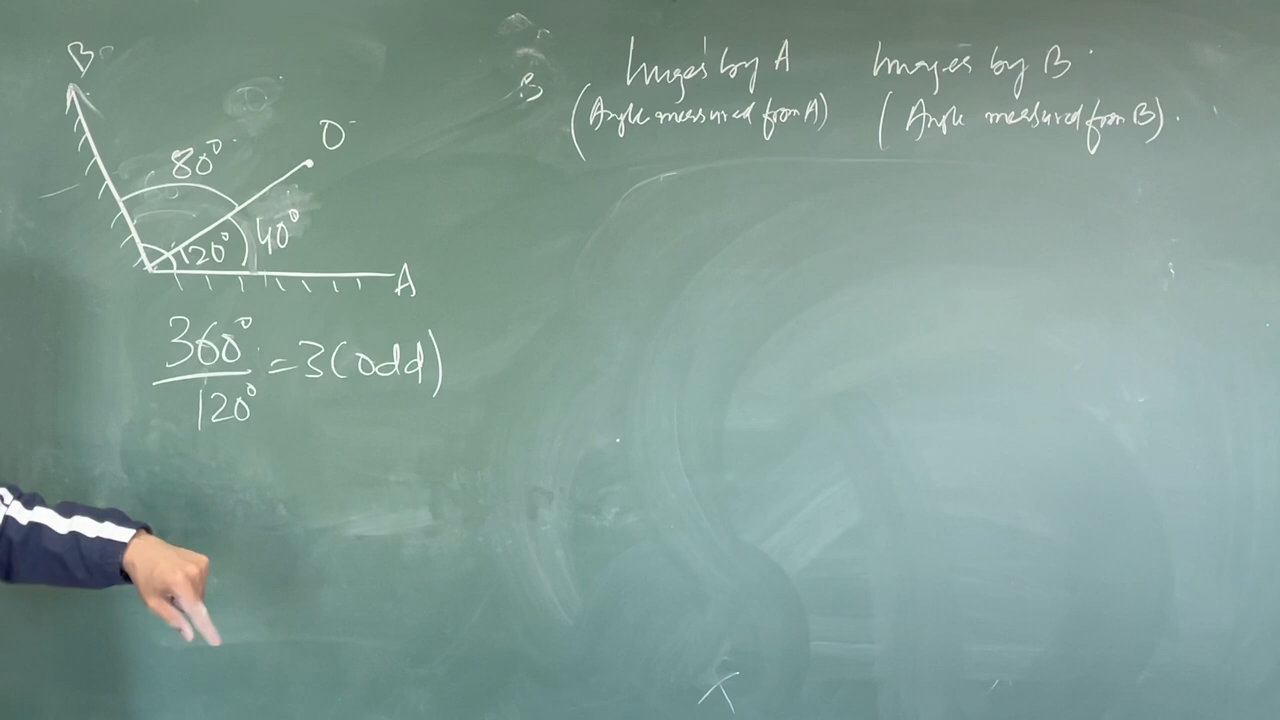 B
O
80°
120°
40°
A
360°
120°
=3(odd)
B
Images by A
(Angle measured from A)
Images by B
(Angle measured from B).